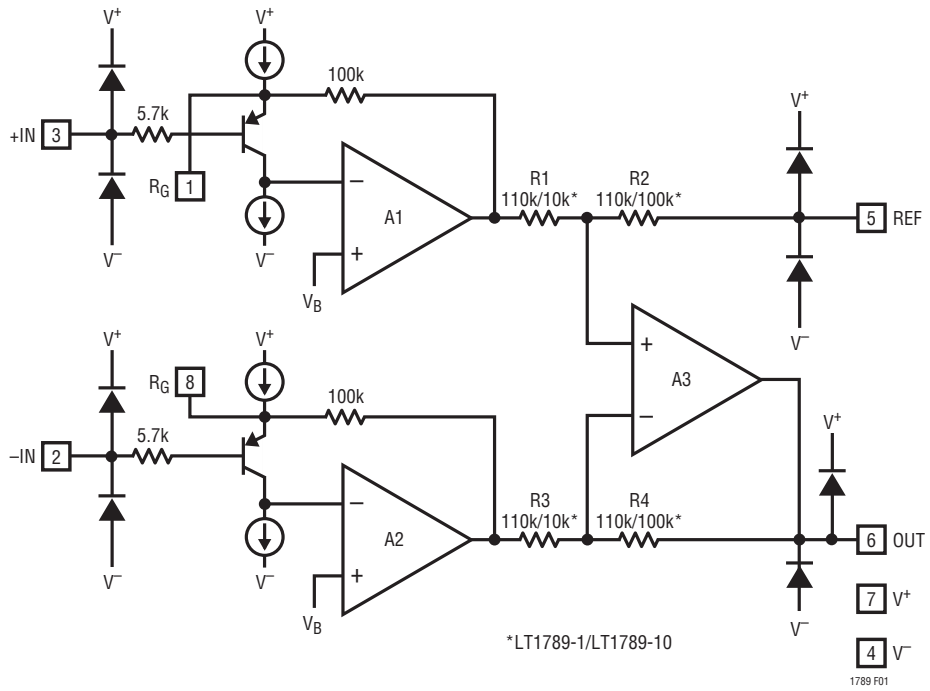 V+
V+
100k
5.7k
+IN 3
RG 1
A1
V–
V–
VB
R1
110k/10k*
R2
110k/100k*
V+
5 REF
V–
V+
V+
RG 8
100k
5.7k
–IN 2
A2
V–
V–
VB
A3
R3
110k/10k*
R4
110k/100k*
V+
6 OUT
V–
7 V+
4 V–
*LT1789-1/LT1789-10
1789 F01
–
+
–
+
+
–